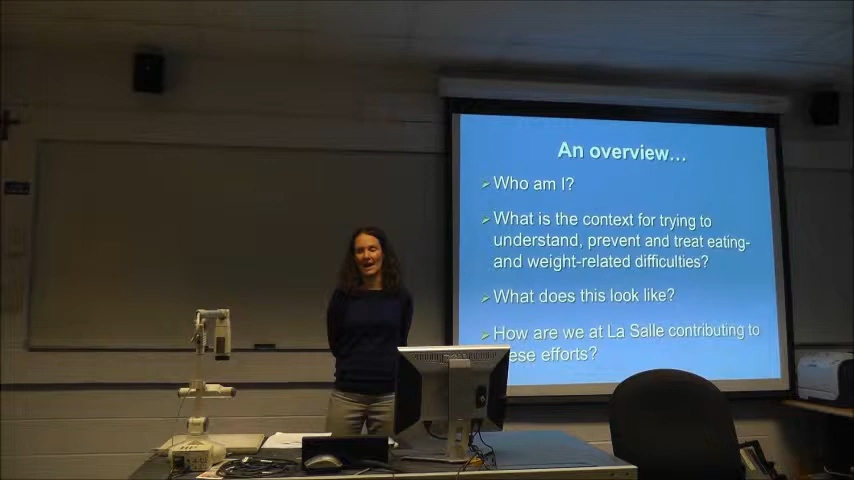 An overview...
Who am I?
What is the context for trying to
understand, prevent and treat eating-
and weight-related difficulties?
What does this look like?
How are we at La Salle contributing to
ese efforts?